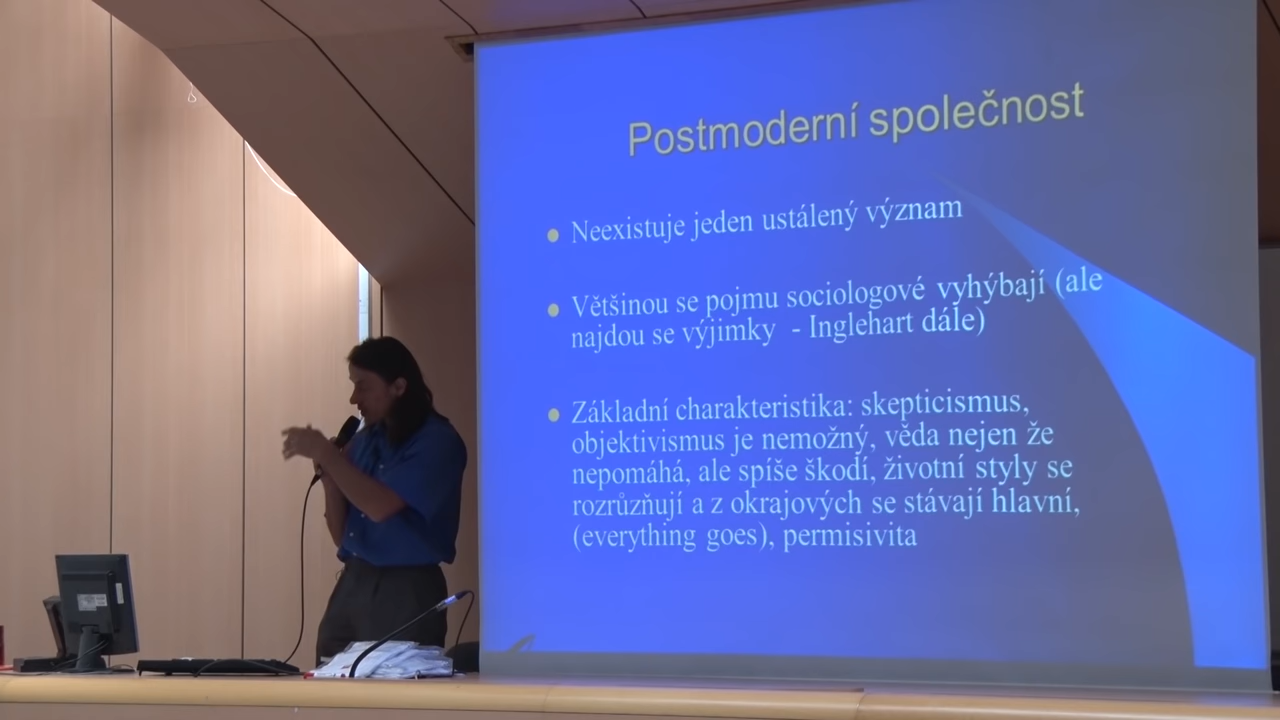 Postmoderní společnost
Neexistuje jeden ustálený význam
Většinou se pojmu sociologové vyhýbají (ale
najdou se výjimky - Inglehart dále)
Základní charakteristika: skepticismus,
objektivismus je nemožný, věda nejen že
nepomáhá, ale spíše škodí, životní styly se
rozrůzňují a z okrajových se stávají hlavní,
(everything goes), permisivita